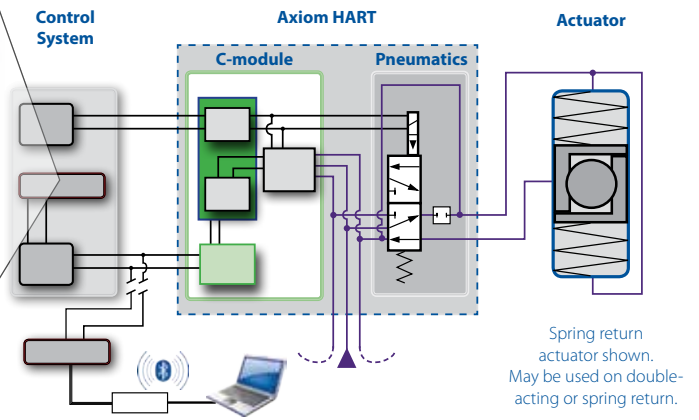 Control
System
Axiom HART
Actuator
C-module
Pneumatics
Spring return
actuator shown.
May be used on double-
acting or spring return.